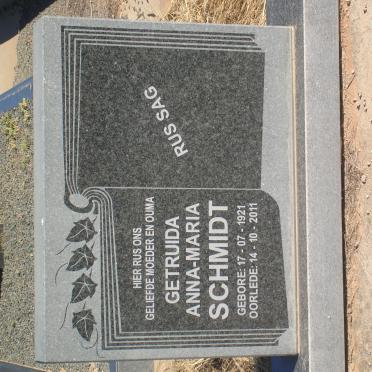 HIER RUS ONS
GELIEFDE MOEDER EN OUMA
GETRUIDA
ANNA-MARIA
SCHMIDT
GEBORE: 17 - 07 - 1921
OORLEDE: 14 - 10 - 2011
RUS SAG